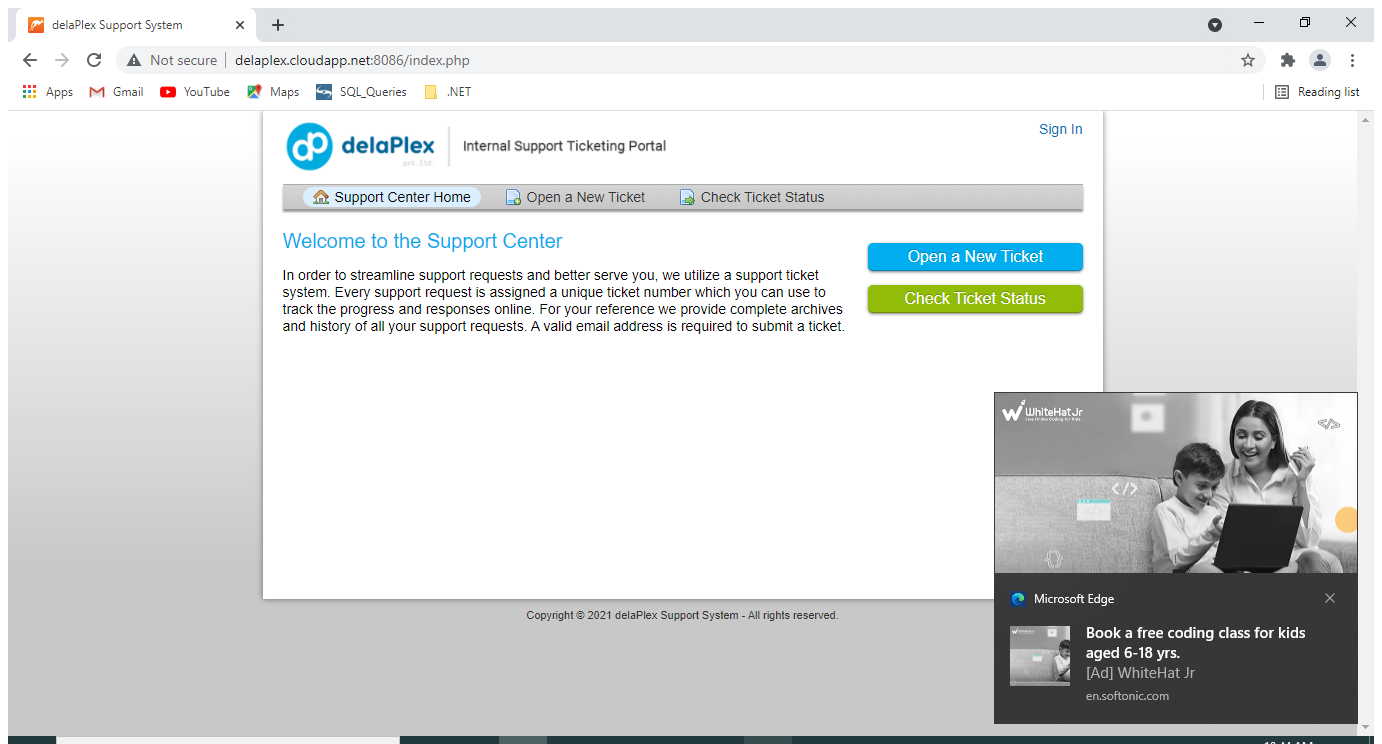 delaPlex Support System
Not secure
delaplex.cloudapp.net:8086/index.php
Apps
Gmail
YouTube
Maps
SQL_Queries
.NET
Reading list
dp delaPlex
pvt. ltd.
Internal Support Ticketing Portal
Sign In
Support Center Home
Open a New Ticket
Check Ticket Status
Welcome to the Support Center
In order to streamline support requests and better serve you, we utilize a support ticket
system. Every support request is assigned a unique ticket number which you can use to
track the progress and responses online. For your reference we provide complete archives
and history of all your support requests. A valid email address is required to submit a ticket.
Open a New Ticket
Check Ticket Status
WhiteHat Jr
Live Online Coding for Kids
</>
</>
</>
{}
Microsoft Edge
Book a free coding class for kids
aged 6-18 yrs.
[Ad] WhiteHat Jr
en.softonic.com
Copyright © 2021 delaPlex Support System - All rights reserved.